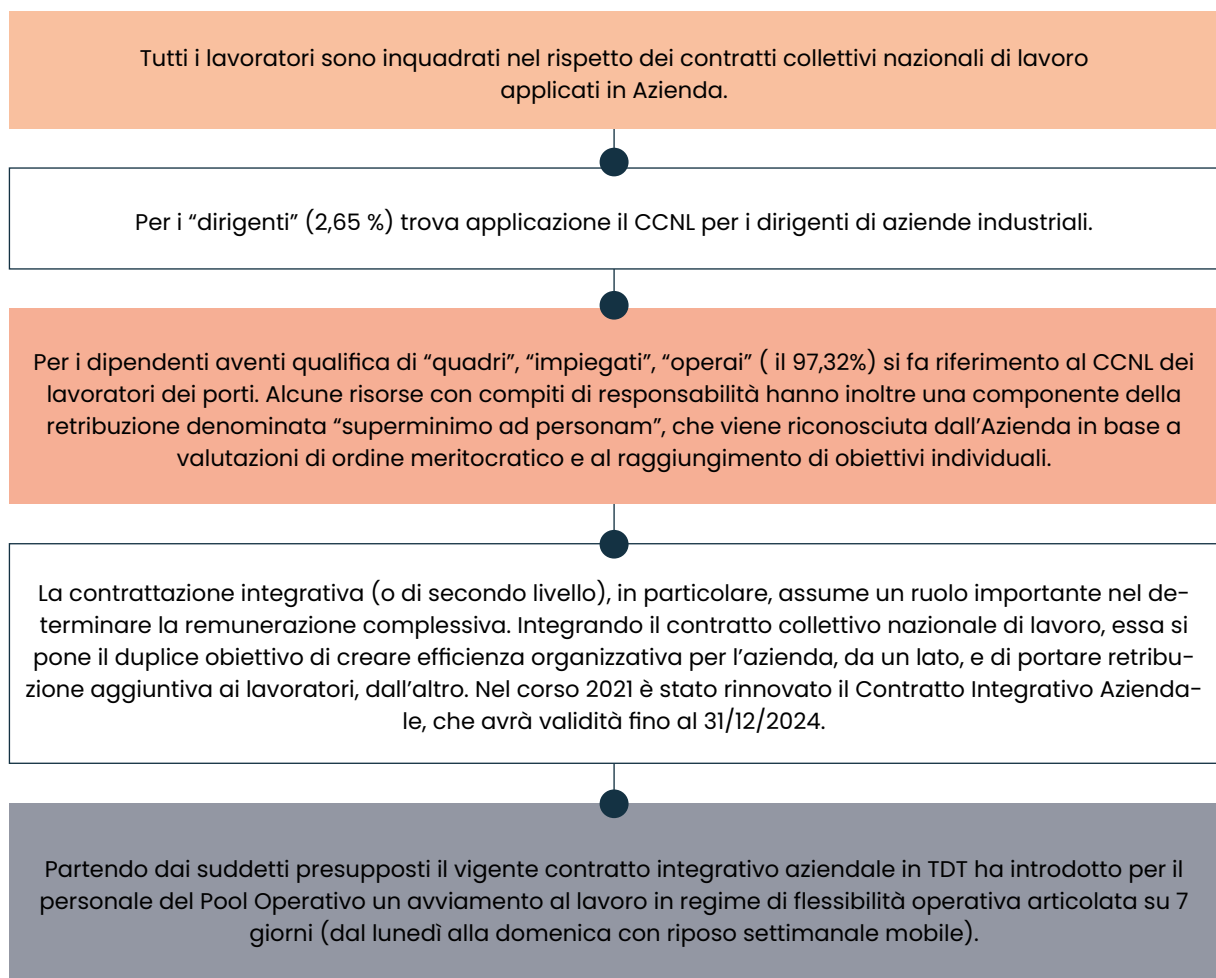 Tutti i lavoratori sono inquadrati nel rispetto dei contratti collettivi nazionali di lavoro
applicati in Azienda.
Per i “dirigenti” (2,65 %) trova applicazione il CCNL per i dirigenti di aziende industriali.
Per i dipendenti aventi qualifica di “quadri”, “impiegati”, “operai” ( il 97,32%) si fa riferimento al CCNL dei
lavoratori dei porti. Alcune risorse con compiti di responsabilità hanno inoltre una componente della
retribuzione denominata “superminimo ad personam”, che viene riconosciuta dall’Azienda in base a
valutazioni di ordine meritocratico e al raggiungimento di obiettivi individuali.
La contrattazione integrativa (o di secondo livello), in particolare, assume un ruolo importante nel de-
terminare la remunerazione complessiva. Integrando il contratto collettivo nazionale di lavoro, essa si
pone il duplice obiettivo di creare efficienza organizzativa per l’azienda, da un lato, e di portare retribu-
zione aggiuntiva ai lavoratori, dall’altro. Nel corso 2021 è stato rinnovato il Contratto Integrativo Azienda-
le, che avrà validità fino al 31/12/2024.
Partendo dai suddetti presupposti il vigente contratto integrativo aziendale in TDT ha introdotto per il
personale del Pool Operativo un avviamento al lavoro in regime di flessibilità operativa articolata su 7
giorni (dal lunedì alla domenica con riposo settimanale mobile).